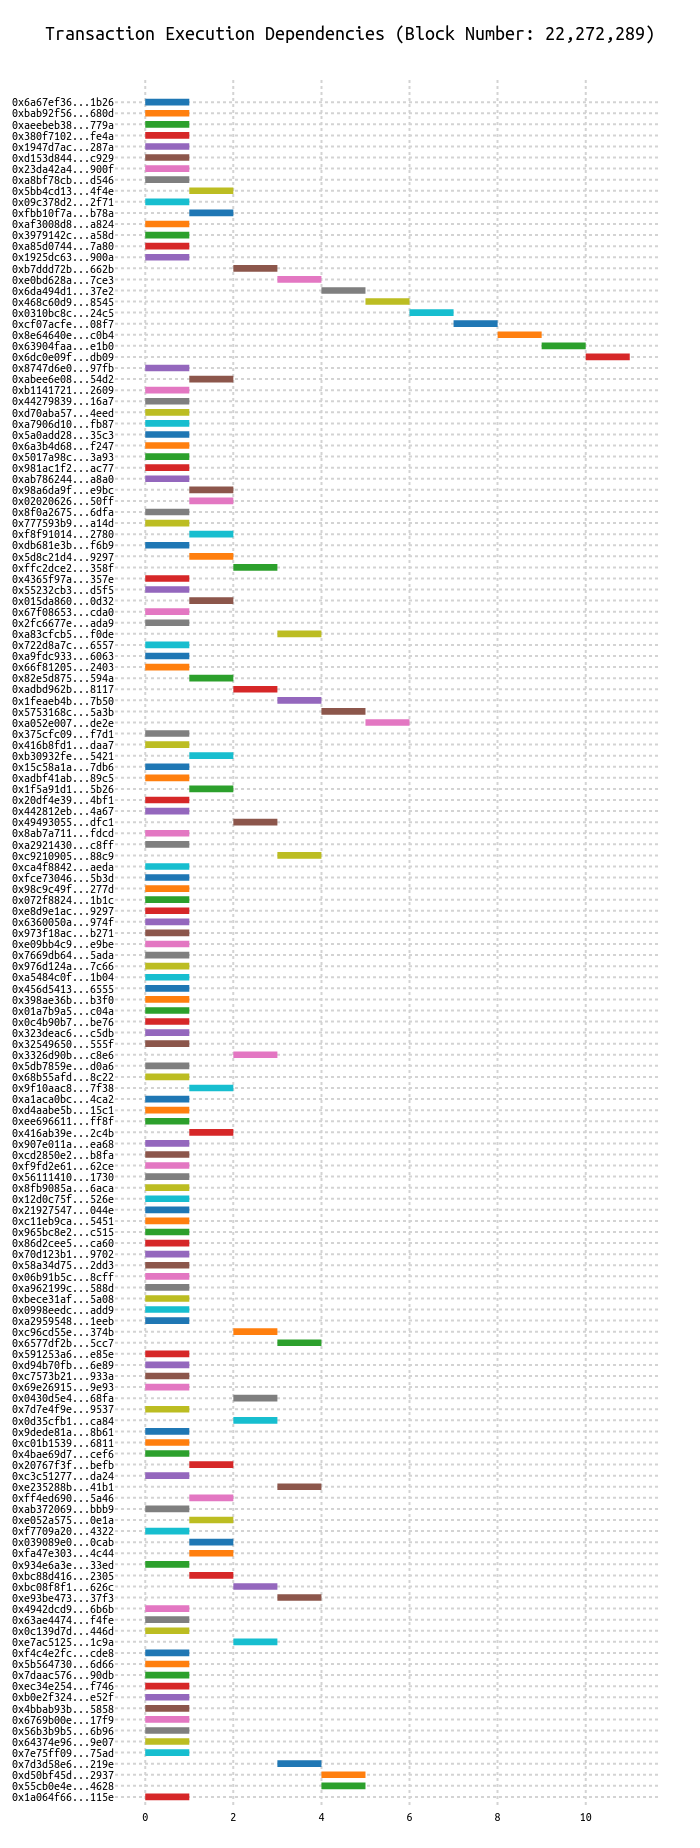 Transaction Execution Dependencies (Block Number: 22,272,289)
0x6a67ef36...1b26
0xbab92f56...680d
0xaeebeb38...779a
0x380f7102...fe4a
0x1947d7ac...287a
0xd153d844...c929
0x23da42a4...900f
0xa8bf78cb...d546
0x5bb4cd13...4f4e
0x09c378d2...2f71
0xfbb10f7a...b78a
0xaf3008d8...a824
0x3979142c...a58d
0xa85d0744...7a80
0x1925dc63...900a
0xb7ddd72b...662b
0xe0bd628a...7ce3
0x6da494d1...37e2
0x468c60d9...8545
0x0310bc8c...24c5
0xcf07acfe...08f7
0x8e64640e...c0b4
0x63904faa...e1b0
0x6dc0e09f...db09
0x8747d6e0...97fb
0xabee6e08...54d2
0xb1141721...2609
0x44279839...16a7
0xd70aba57...4eed
0xa7906d10...fb87
0x5a0add28...35c3
0x6a3b4d68...f247
0x5017a98c...3a93
0x981ac1f2...ac77
0xab786244...a8a0
0x98a6da9f...e9bc
0x02020626...50ff
0x8f0a2675...6dfa
0x777593b9...a14d
0xf8f91014...2780
0xdb681e3b...f6b9
0x5d8c21d4...9297
0xffc2dce2...358f
0x4365f97a...357e
0x55232cb3...d5f5
0x015da860...0d32
0x67f08653...cda0
0x2fc6677e...ada9
0xa83cfcb5...f0de
0x722d8a7c...6557
0xa9fdc933...6063
0x66f81205...2403
0x82e5d875...594a
0xadbd962b...8117
0x1feaeb4b...7b50
0x5753168c...5a3b
0xa052e007...de2e
0x375cfc09...f7d1
0x416b8fd1...daa7
0xb30932fe...5421
0x15c58a1a...7db6
0xadbf41ab...89c5
0x1f5a91d1...5b26
0x20df4e39...4bf1
0x442812eb...4a67
0x49493055...dfc1
0x8ab7a711...fdcd
0xa2921430...c8ff
0xc9210905...88c9
0xca4f8842...aeda
0xfce73046...5b3d
0x98c9c49f...277d
0x072f8824...1b1c
0xe8d9e1ac...9297
0x6360050a...974f
0x973f18ac...b271
0xe09bb4c9...e9be
0x7669db64...5ada
0x976d124a...7c66
0xa5484c0f...1b04
0x456d5413...6555
0x398ae36b...b3f0
0x01a7b9a5...c04a
0x0c4b90b7...be76
0x323deac6...c5db
0x32549650...555f
0x3326d90b...c8e6
0x5db7859e...d0a6
0x68b55afd...8c22
0x9f10aac8...7f38
0xa1aca0bc...4ca2
0xd4aabe5b...15c1
0xee696611...ff8f
0x416ab39e...2c4b
0x907e011a...ea68
0xcd2850e2...b8fa
0xf9fd2e61...62ce
0x56111410...1730
0x8fb9085a...6aca
0x12d0c75f...526e
0x21927547...044e
0xc11eb9ca...5451
0x965bc8e2...c515
0x86d2cee5...ca60
0x70d123b1...9702
0x58a34d75...2dd3
0x06b91b5c...8cff
0xa962199c...588d
0xbece31af...5a08
0x0998eedc...add9
0xa2959548...1eeb
0xc96cd55e...374b
0x6577df2b...5cc7
0x591253a6...e85e
0xd94b70fb...6e89
0xc7573b21...933a
0x69e26915...9e93
0x0430d5e4...68fa
0x7d7e4f9e...9537
0x0d35cfb1...ca84
0x9dede81a...8b61
0xc01b1539...6811
0x4bae69d7...cef6
0x20767f3f...befb
0xc3c51277...da24
0xe235288b...41b1
0xff4ed690...5a46
0xab372069...bbb9
0xe052a575...0e1a
0xf7709a20...4322
0x039089e0...0cab
0xfa47e303...4c44
0x934e6a3e...33ed
0xbc88d416...2305
0xbc08f8f1...626c
0xe93be473...37f3
0x4942dcd9...6b6b
0x63ae4474...f4fe
0x0c139d7d...446d
0xe7ac5125...1c9a
0xf4c4e2fc...cde8
0x5b564730...6d66
0x7daac576...90db
0xec34e254...f746
0xb0e2f324...e52f
0x4bbab93b...5858
0x6769b00e...17f9
0x56b3b9b5...6b96
0x64374e96...9e07
0x7e75ff09...75ad
0x7d3d58e6...219e
0xd50bf45d...2937
0x55cb0e4e...4628
0x1a064f66...115e
0 2 4 6 8 10